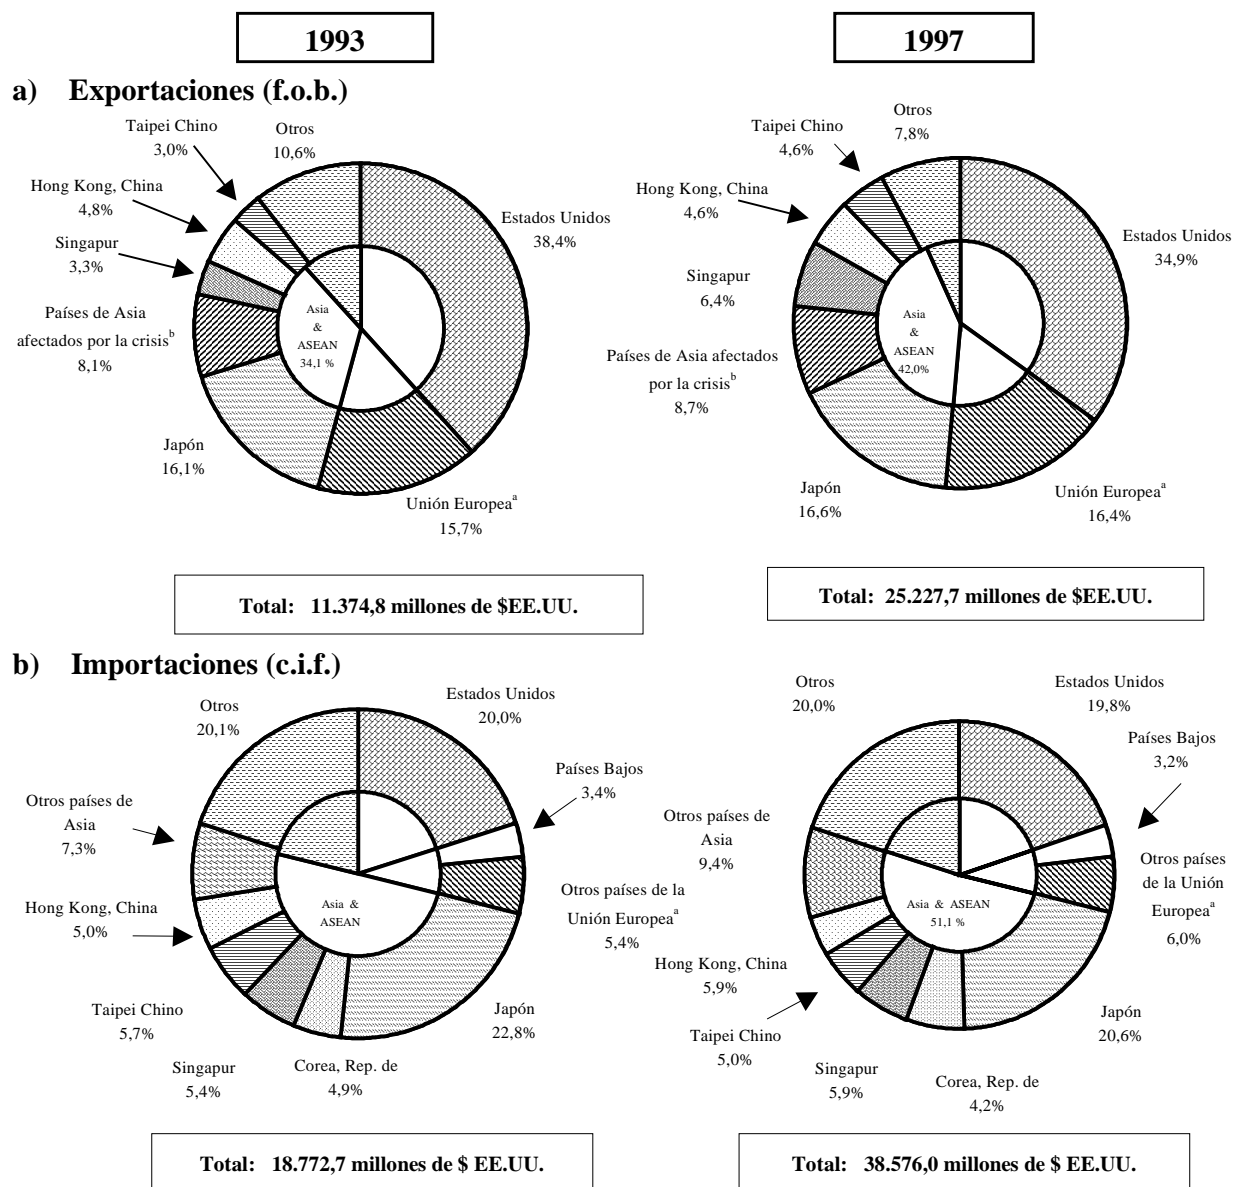 1993
1997
a) Exportaciones (f.o.b.)
Taipei Chino
3,0%
Otros
10,6%
Hong Kong, China
4,8%
Singapur
3,3%
Países de Asia
afectados por la crisis^b
8,1%
Japón
16,1%
Unión Europea^a
15,7%
Estados Unidos
38,4%
Asia
&
ASEAN
34,1 %
Total: 11.374,8 millones de $EE.UU.
Taipei Chino
4,6%
Otros
7,8%
Hong Kong, China
4,6%
Singapur
6,4%
Países de Asia afectados
por la crisis^b
8,7%
Japón
16,6%
Unión Europea^a
16,4%
Estados Unidos
34,9%
Asia
&
ASEAN
42,0%
Total: 25.227,7 millones de $EE.UU.
b) Importaciones (c.i.f.)
Otros
20,1%
Estados Unidos
20,0%
Países Bajos
3,4%
Otros países de
Asia
7,3%
Hong Kong, China
5,0%
Taipei Chino
5,7%
Singapur
5,4%
Corea, Rep. de
4,9%
Japón
22,8%
Otros países de la
Unión Europea^a
5,4%
Asia &
ASEAN
Total: 18.772,7 millones de $ EE.UU.
Otros
20,0%
Estados Unidos
19,8%
Países Bajos
3,2%
Otros países de
Asia
9,4%
Hong Kong, China
5,9%
Taipei Chino
5,0%
Singapur
5,9%
Corea, Rep. de
4,2%
Japón
20,6%
Otros países
de la Unión
Europea^a
6,0%
Asia & ASEAN
51,1 %
Total: 38.576,0 millones de $ EE.UU.